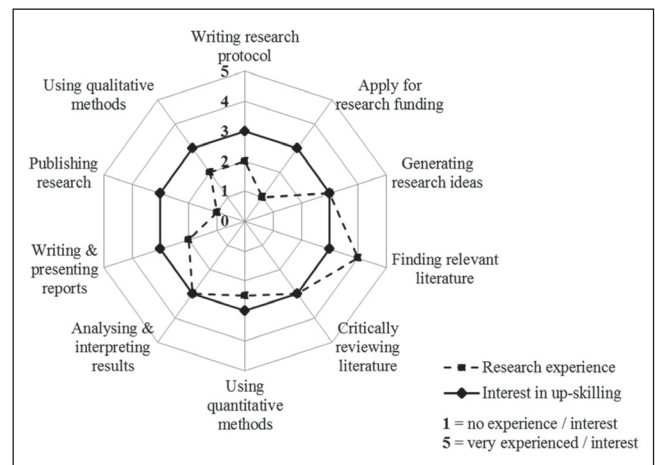 Writing research
protocol
Apply for
research funding
Generating
research ideas
Finding relevant
literature
Critically
reviewing
literature
Using
quantitative
methods
Analysing &
interpreting
results
Writing &
presenting
reports
Publishing
research
Using qualitative
methods
5
4
3
2
1
0
Research experience
Interest in up-skilling
1 = no experience / interest
5 = very experienced / interest